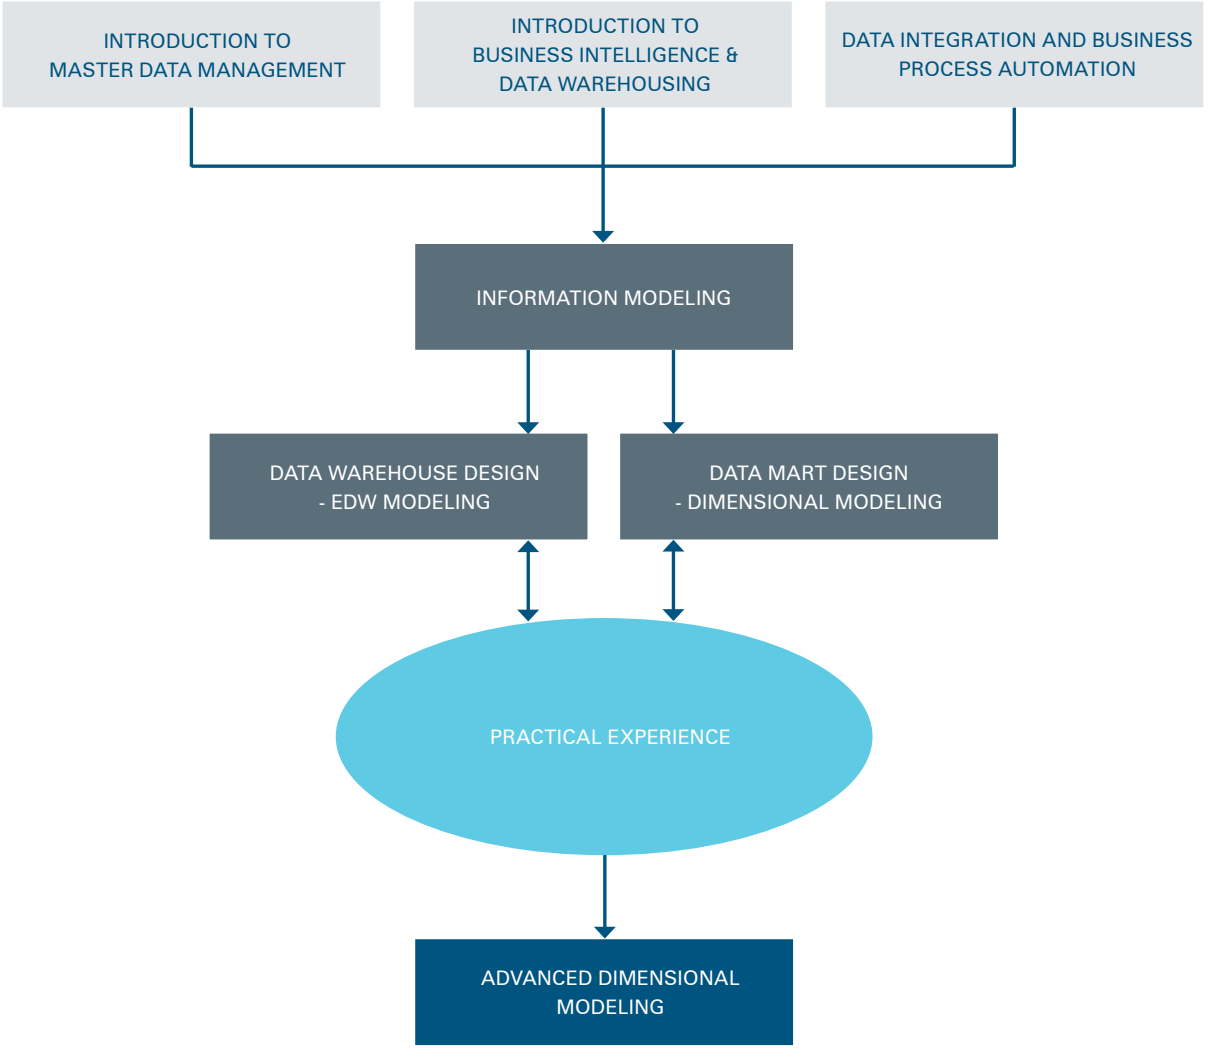 INTRODUCTION TO
MASTER DATA MANAGEMENT
INTRODUCTION TO
BUSINESS INTELLIGENCE &
DATA WAREHOUSING
DATA INTEGRATION AND BUSINESS
PROCESS AUTOMATION
INFORMATION MODELING
DATA WAREHOUSE DESIGN
- EDW MODELING
DATA MART DESIGN
- DIMENSIONAL MODELING
PRACTICAL EXPERIENCE
ADVANCED DIMENSIONAL
MODELING